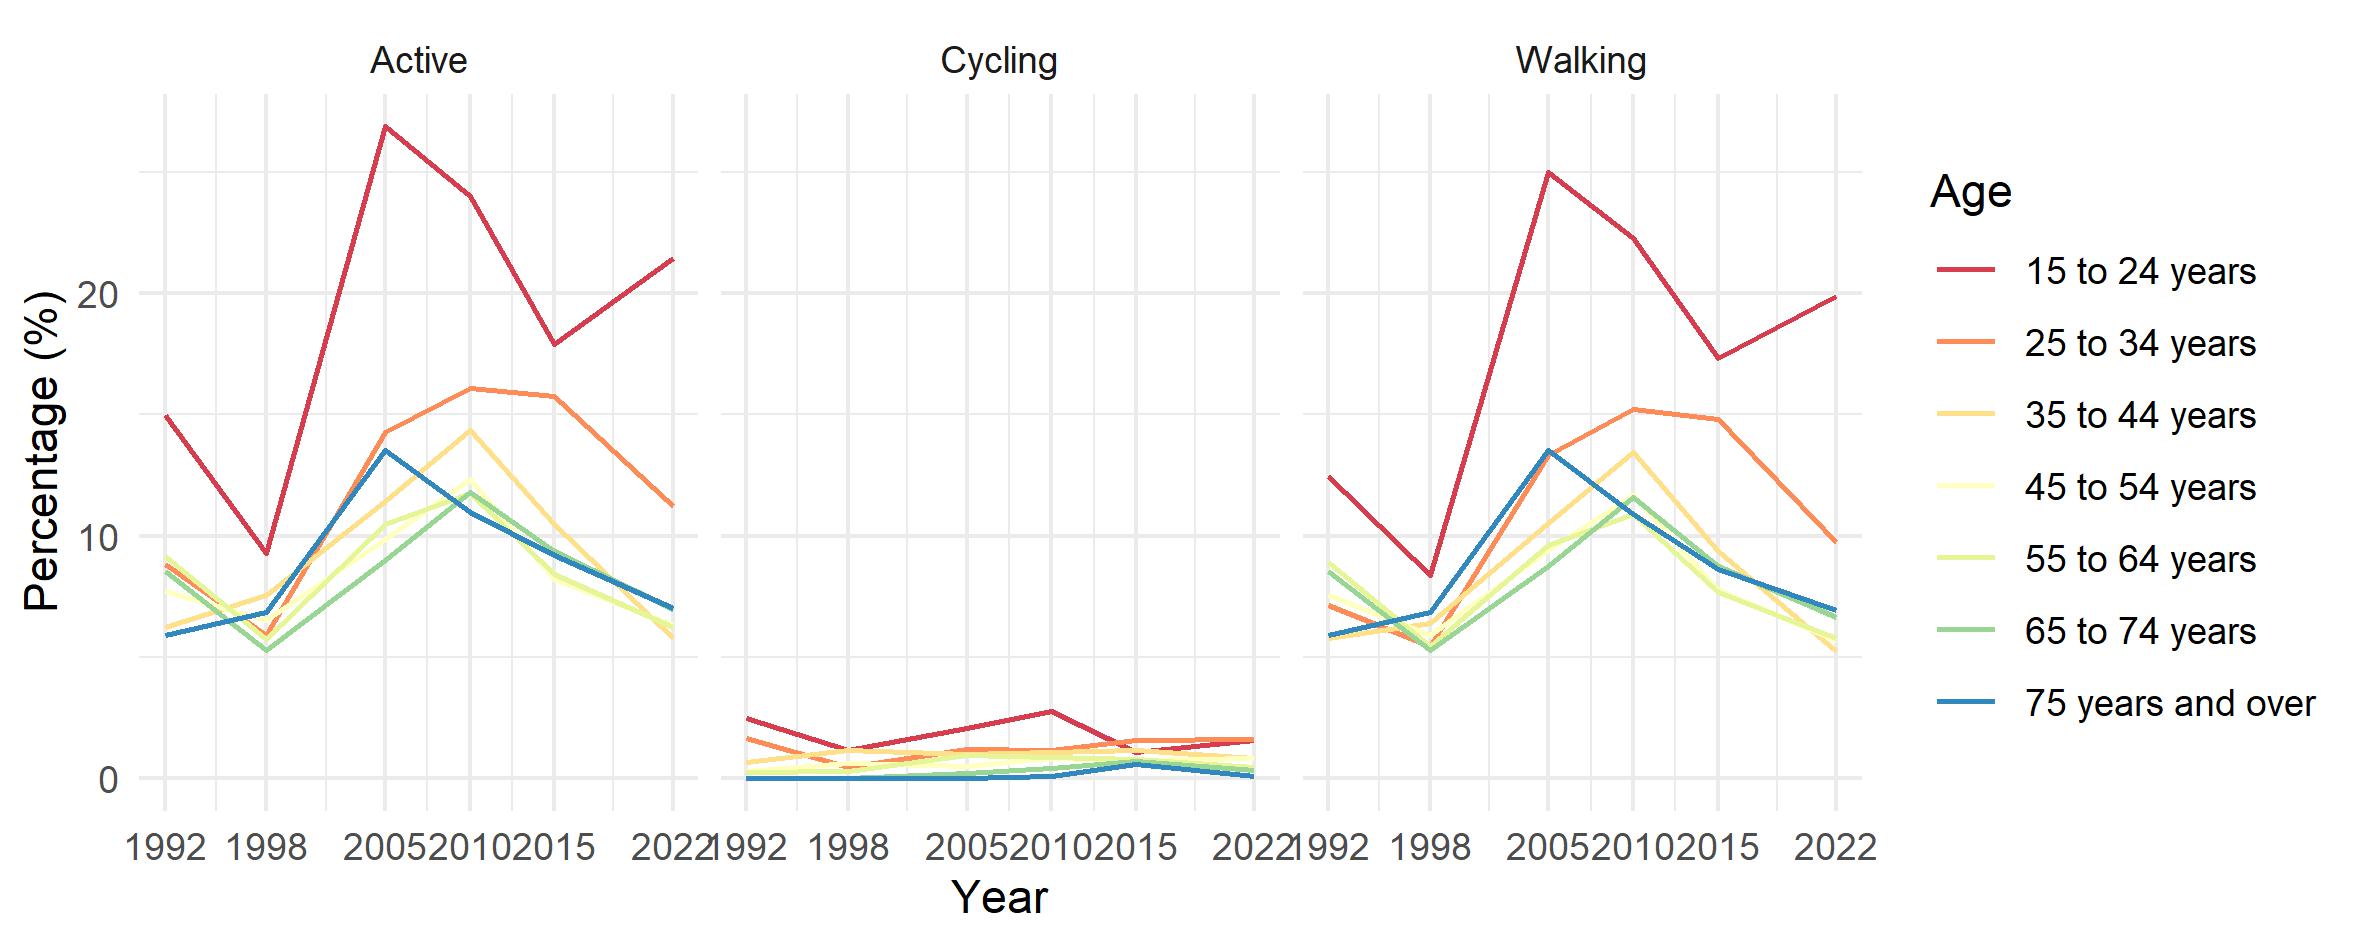 Active Cycling Walking
Percentage (%)
20
10
0
1992 1998 2005 2010 2015 2022 1992 1998 2005 2010 2015 2022 1992 1998 2005 2010 2015 2022
Year
Age
15 to 24 years
25 to 34 years
35 to 44 years
45 to 54 years
55 to 64 years
65 to 74 years
75 years and over